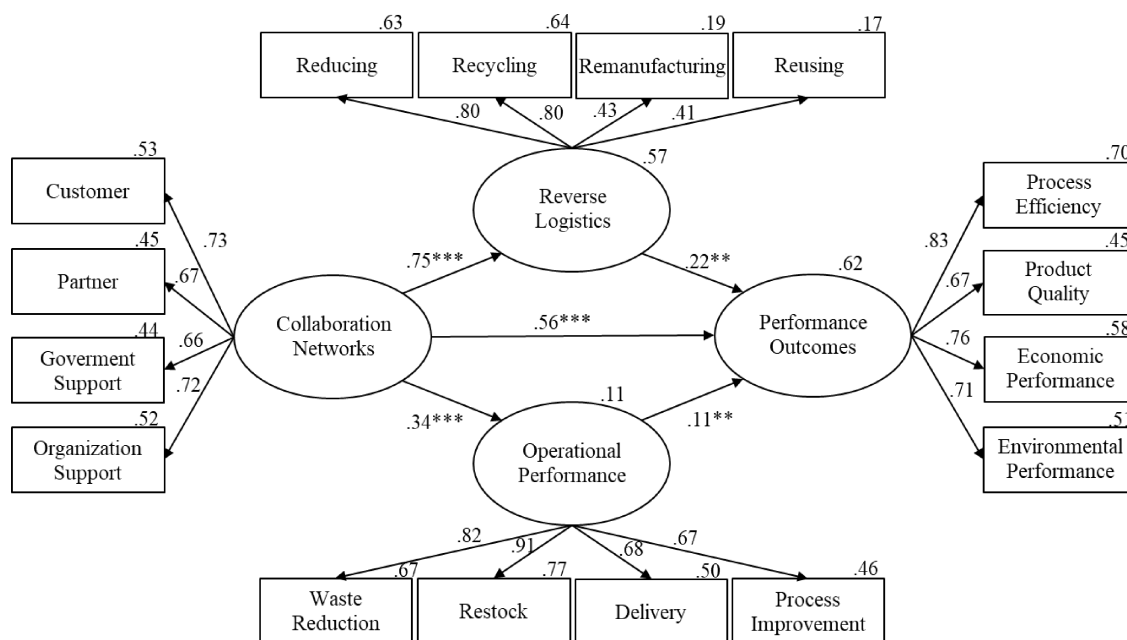 .63
.64
.19
.17
Reducing
Recycling
Remanufacturing
Reusing
.80
.80
.43
.41
.53
.57
.70
Customer
Reverse
Logistics
Process
Efficiency
.73
.83
.45
.75***
.22**
.62
.45
Partner
.67
.67
Product
Quality
.44
.66
Collaboration
Networks
.56***
Performance
Outcomes
.76
.58
Goverment
Support
.72
.71
Economic
Performance
.52
.34***
.11
.11**
.51
Organization
Support
Operational
Performance
Environmental
Performance
.82
.91
.68
.67
.67
.77
.50
.46
Waste
Reduction
Restock
Delivery
Process
Improvement